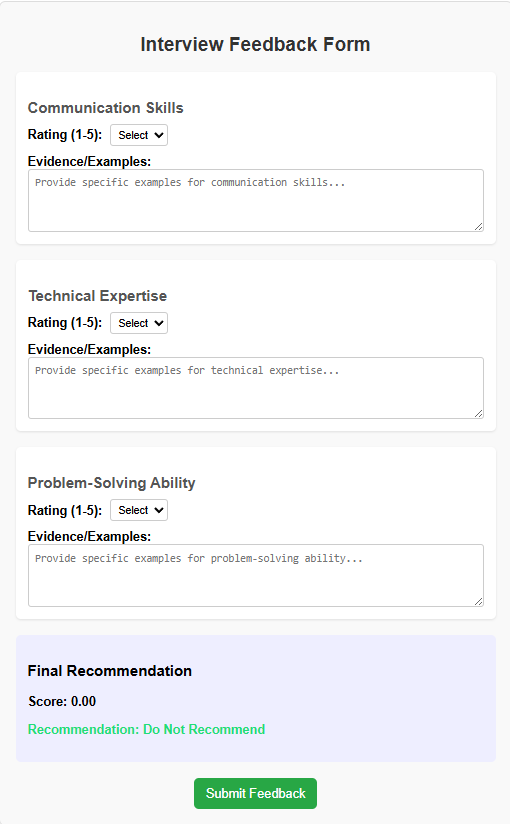 Interview Feedback Form
Communication Skills
Rating (1-5): Select
Evidence/Examples:
Provide specific examples for communication skills...
Technical Expertise
Rating (1-5): Select
Evidence/Examples:
Provide specific examples for technical expertise...
Problem-Solving Ability
Rating (1-5): Select
Evidence/Examples:
Provide specific examples for problem-solving ability...
Final Recommendation
Score: 0.00
Recommendation: Do Not Recommend
Submit Feedback